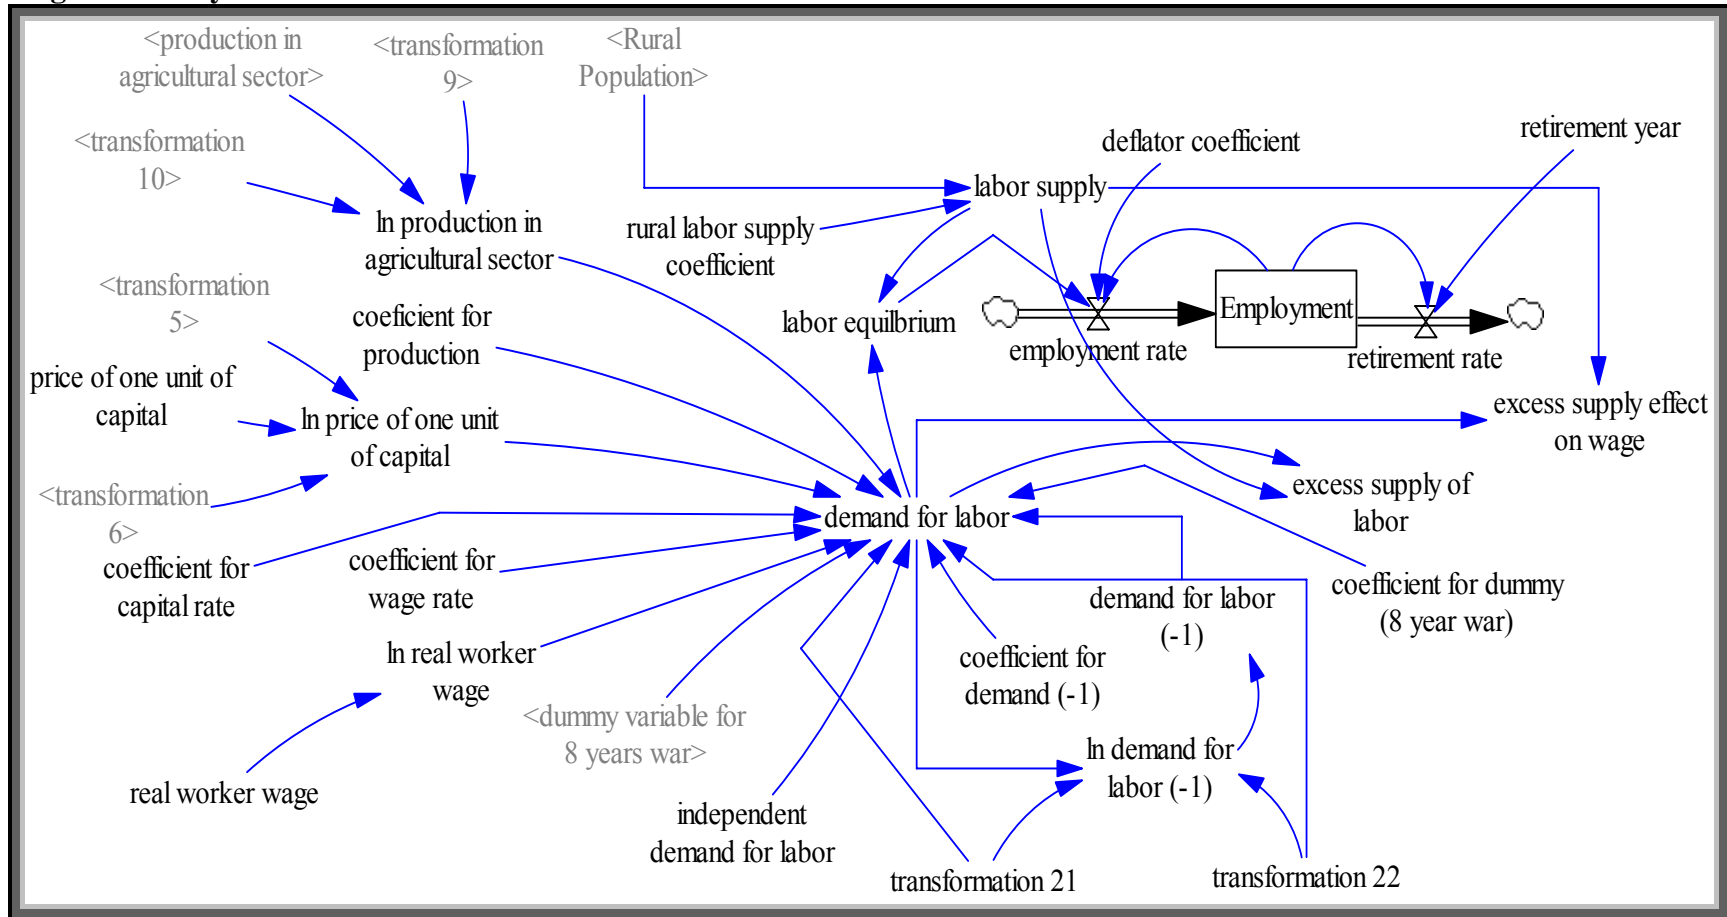 <production in
agricultural sector>
<transformation
9>
<Rural
Population>
<transformation
10>
deflator coefficient
retirement year
labor supply
ln production in
agricultural sector
rural labor supply
coefficient
<transformation
5>
coeficient for
production
labor equilbrium
Employment
employment rate
retirement rate
price of one unit of
capital
ln price of one unit
of capital
excess supply effect
on wage
<transformation
6>
excess supply of
labor
demand for labor
coefficient for
capital rate
coefficient for
wage rate
demand for labor
(-1)
coefficient for dummy
(8 year war)
ln real worker
wage
coefficient for
demand (-1)
<dummy variable for
8 years war>
ln demand for
labor (-1)
real worker wage
independent
demand for labor
transformation 21
transformation 22